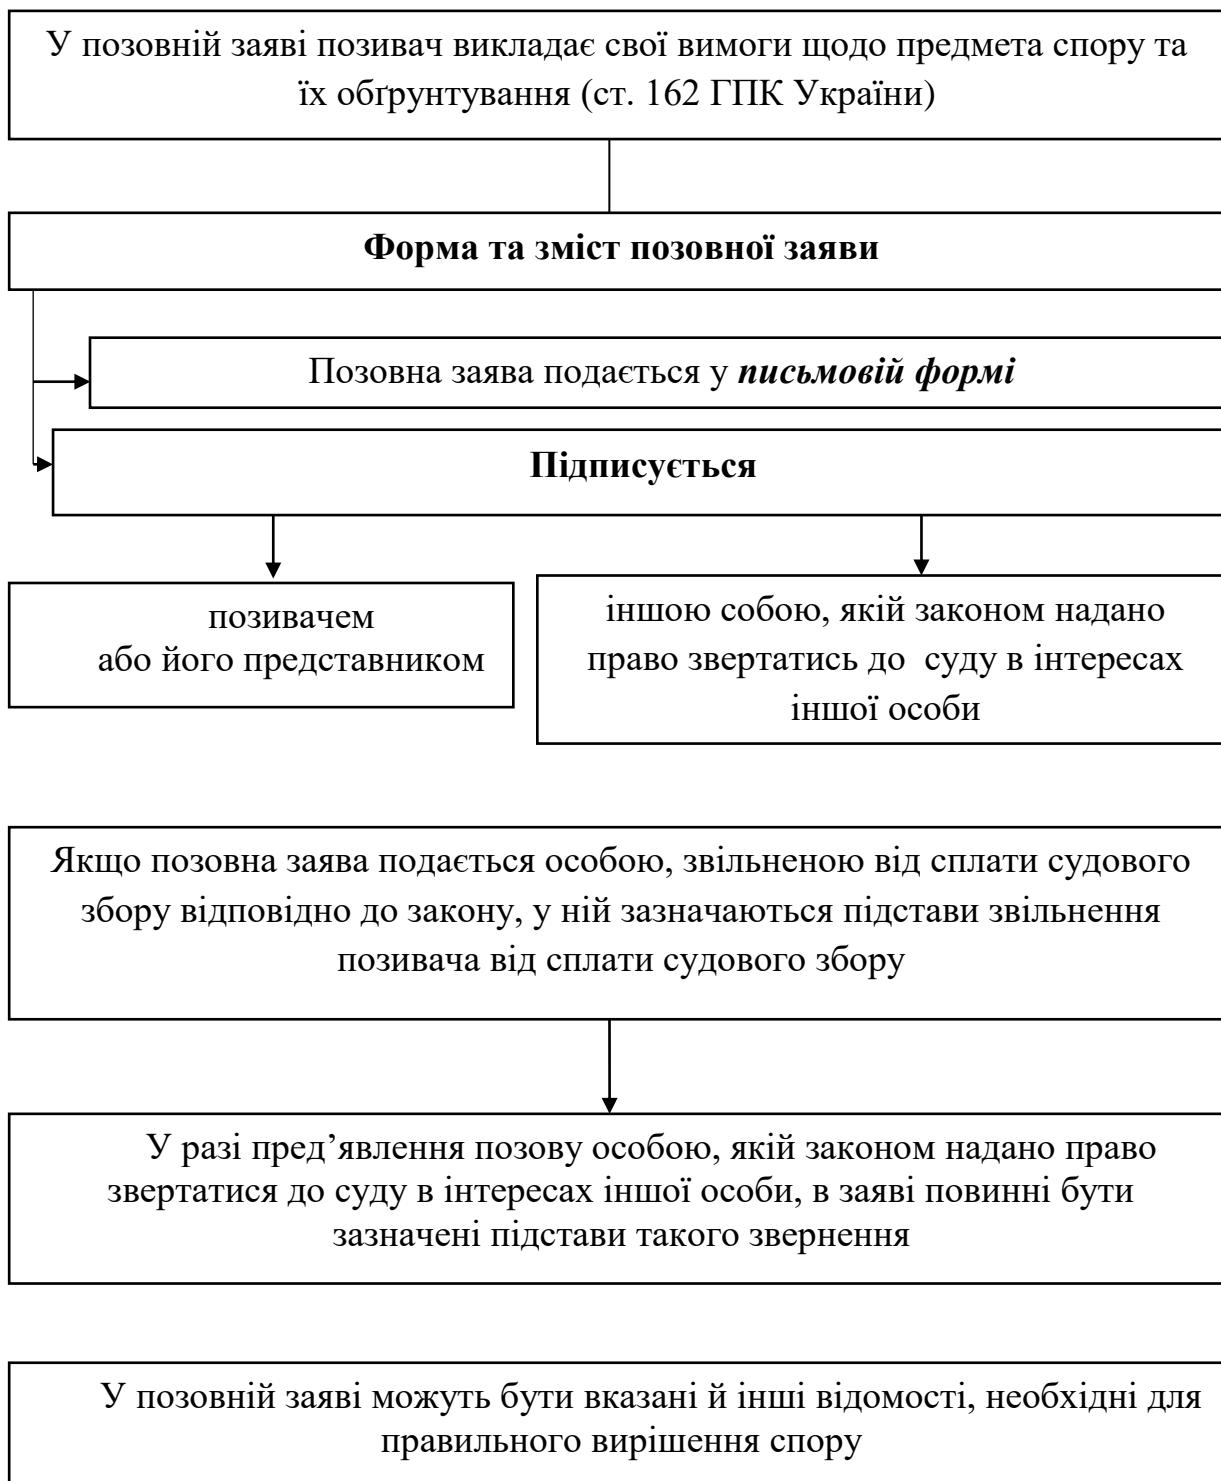 У позовній заяві позивач викладає свої вимоги щодо предмета спору та
їх обґрунтування (ст. 162 ГПК України)
Форма та зміст позовної заяви
Позовна заява подається у письмовій формі
Підписується
позивачем
або його представником
іншою собою, якій законом надано
право звертатись до суду в інтересах
іншої особи
Якщо позовна заява подається особою, звільненою від сплати судового
збору відповідно до закону, у ній зазначаються підстави звільнення
позивача від сплати судового збору
У разі пред’явлення позову особою, якій законом надано право
звертатися до суду в інтересах іншої особи, в заяві повинні бути
зазначені підстави такого звернення
У позовній заяві можуть бути вказані й інші відомості, необхідні для
правильного вирішення спору